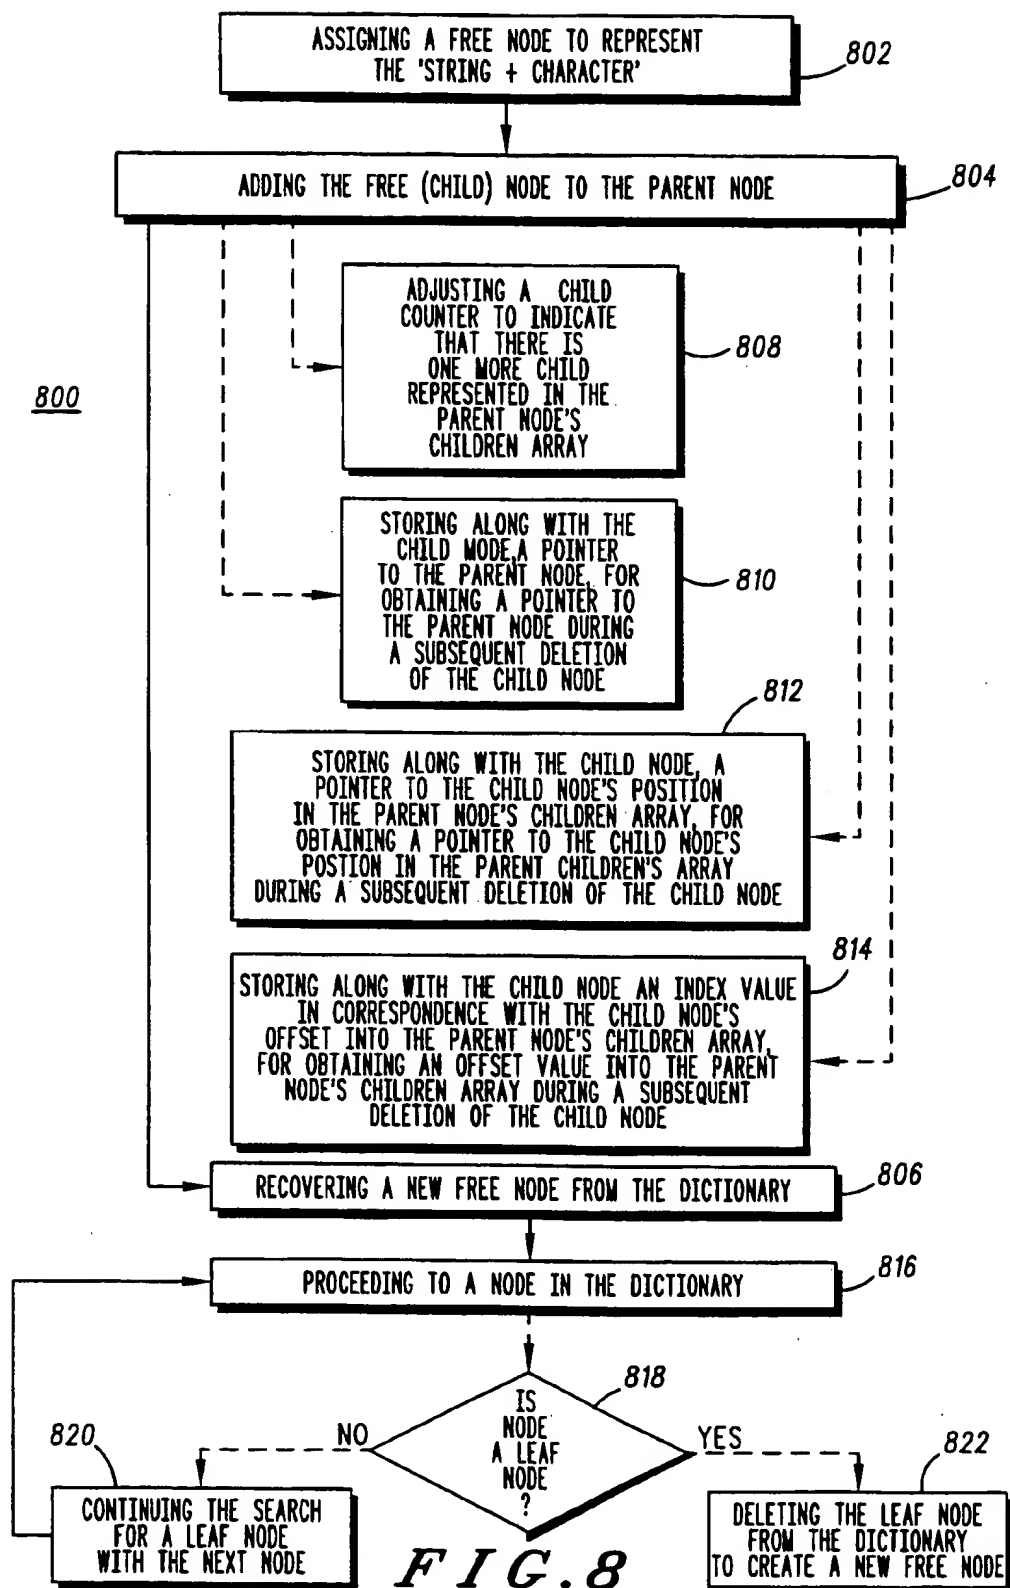 ASSIGNING A FREE NODE TO REPRESENT
THE 'STRING + CHARACTER'
802
ADDING THE FREE (CHILD) NODE TO THE PARENT NODE
804
ADJUSTING A CHILD
COUNTER TO INDICATE
THAT THERE IS
ONE MORE CHILD
REPRESENTED IN THE
PARENT NODE'S
CHILDREN ARRAY
808
800
STORING ALONG WITH THE
CHILD MODE,A POINTER
TO THE PARENT NODE, FOR
OBTAINING A POINTER TO
THE PARENT NODE DURING
A SUBSEQUENT DELETION
OF THE CHILD NODE
810
812
STORING ALONG WITH THE CHILD NODE, A
POINTER TO THE CHILD NODE'S POSITION
IN THE PARENT NODE'S CHILDREN ARRAY, FOR
OBTAINING A POINTER TO THE CHILD NODE'S
POSTION IN THE PARENT CHILDREN'S ARRAY
DURING A SUBSEQUENT DELETION OF THE CHILD NODE
814
STORING ALONG WITH THE CHILD NODE AN INDEX VALUE
IN CORRESPONDENCE WITH THE CHILD NODE'S
OFFSET INTO THE PARENT NODE'S CHILDREN ARRAY,
FOR OBTAINING AN OFFSET VALUE INTO THE PARENT
NODE'S CHILDREN ARRAY DURING A SUBSEQUENT
DELETION OF THE CHILD NODE
RECOVERING A NEW FREE NODE FROM THE DICTIONARY
806
PROCEEDING TO A NODE IN THE DICTIONARY
816
818
IS
NODE
A LEAF
NODE
?
NO
YES
820
CONTINUING THE SEARCH
FOR A LEAF NODE
WITH THE NEXT NODE
822
DELETING THE LEAF NODE
FROM THE DICTIONARY
TO CREATE A NEW FREE NODE
FIG.8